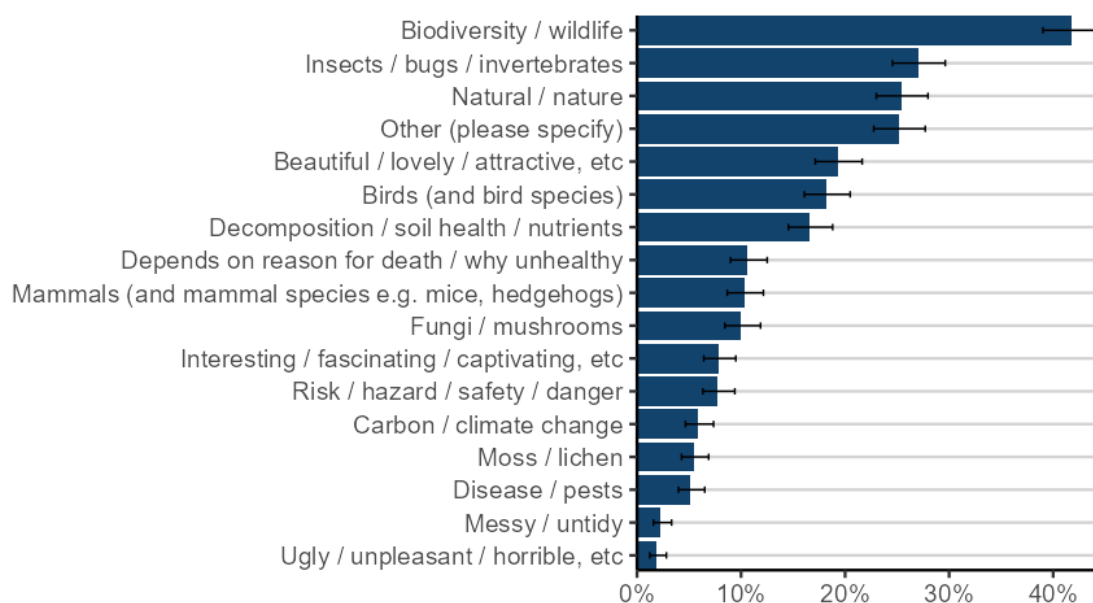 Biodiversity / wildlife
Insects / bugs / invertebrates
Natural / nature
Other (please specify)
Beautiful / lovely / attractive, etc
Birds (and bird species)
Decomposition / soil health / nutrients
Depends on reason for death / why unhealthy
Mammals (and mammal species e.g. mice, hedgehogs)
Fungi / mushrooms
Interesting / fascinating / captivating, etc
Risk / hazard / safety / danger
Carbon / climate change
Moss / lichen
Disease / pests
Messy / untidy
Ugly / unpleasant / horrible, etc
0% 10% 20% 30% 40%